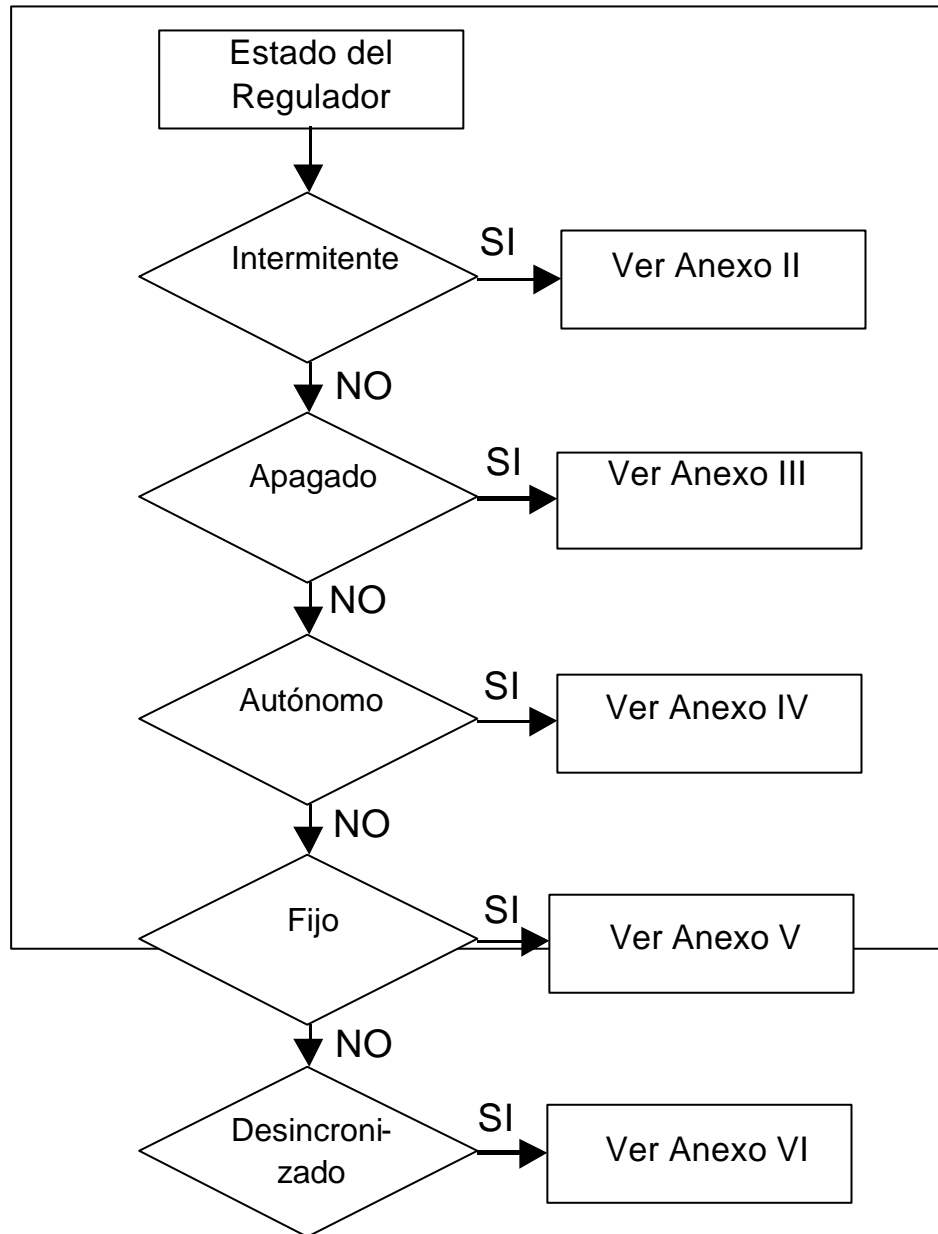 Estado del
Regulador
Intermitente
SI
Ver Anexo II
NO
Apagado
SI
Ver Anexo III
NO
Autónomo
SI
Ver Anexo IV
NO
Fijo
SI
Ver Anexo V
NO
Desincroni-
zado
SI
Ver Anexo VI